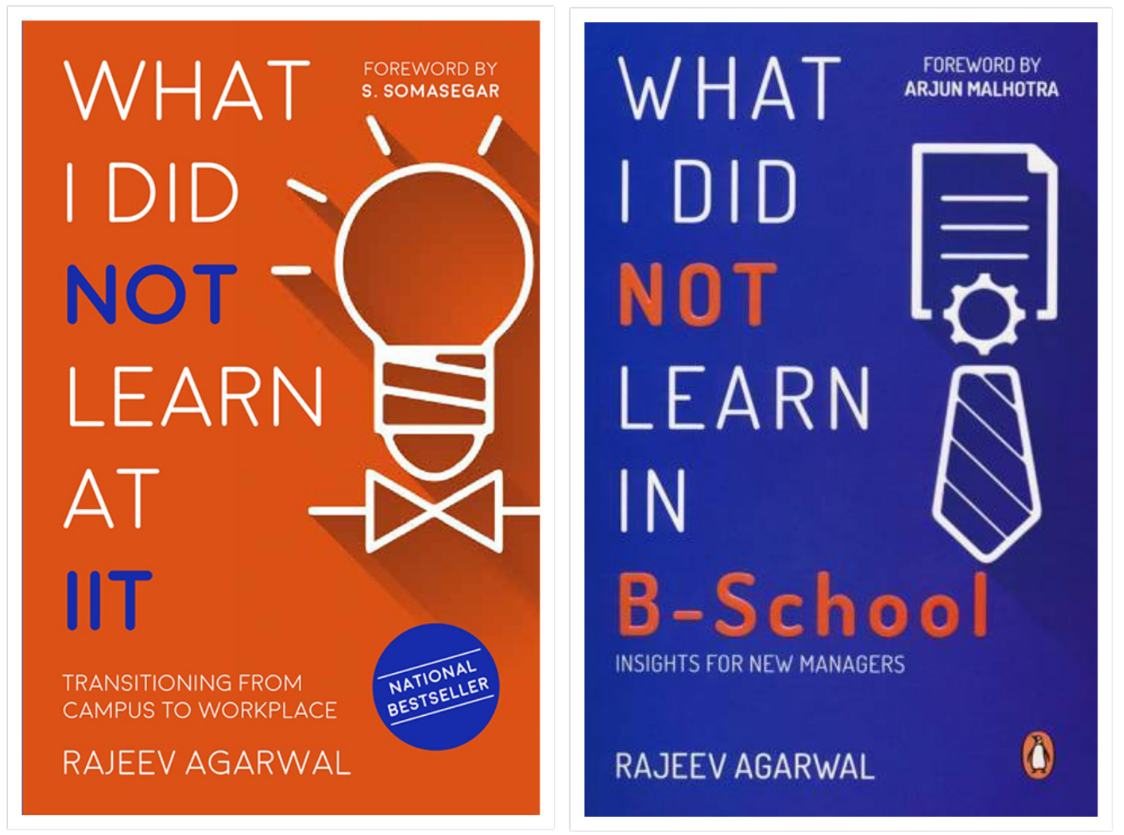 WHAT
I DID
NOT
LEARN
AT
IIT
FOREWORD BY
S. SOMASEGAR
TRANSITIONING FROM
CAMPUS TO WORKPLACE
NATIONAL
BESTSELLER
RAJEEV AGARWAL
WHAT
I DID
NOT
LEARN
IN
B-School
FOREWORD BY
ARJUN MALHOTRA
INSIGHTS FOR NEW MANAGERS
RAJEEV AGARWAL